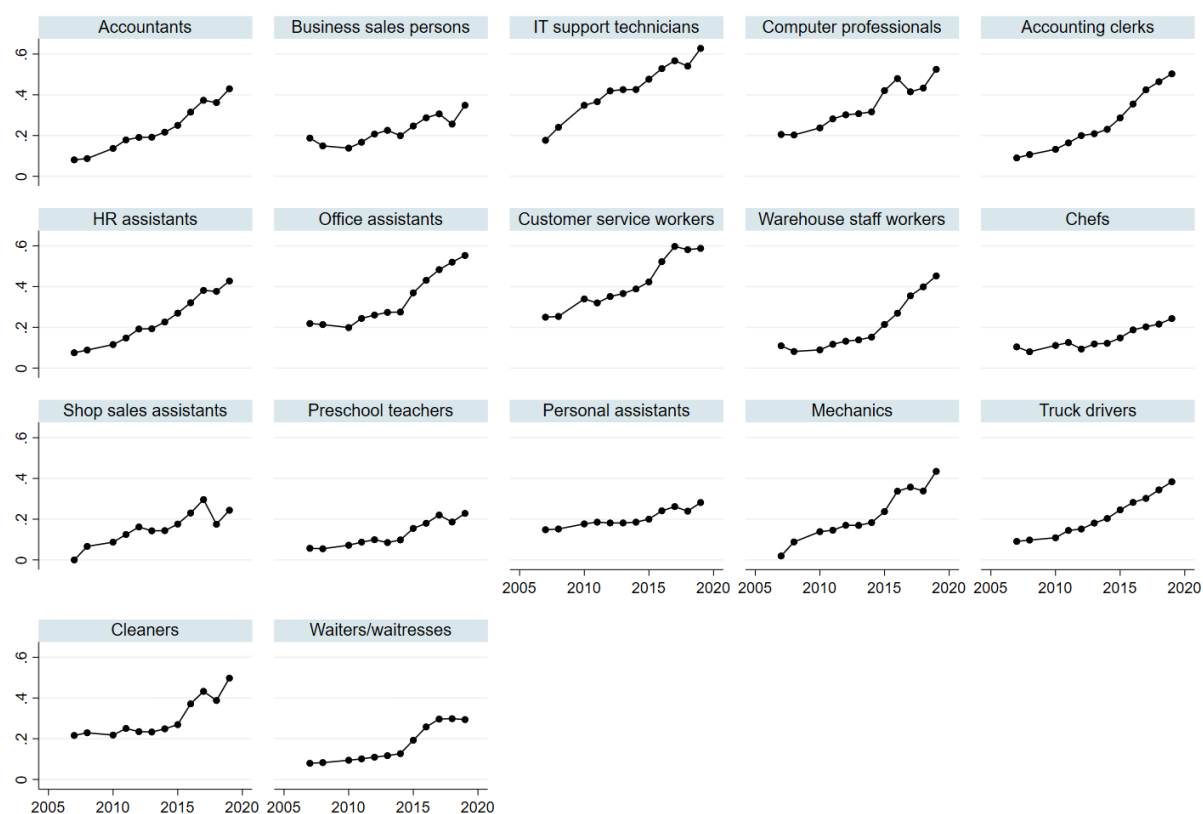 Accountants Business sales persons IT support technicians Computer professionals Accounting clerks
.6
.4
.2
0
HR assistants Office assistants Customer service workers Warehouse staff workers Chefs
.6
.4
.2
0
Shop sales assistants Preschool teachers Personal assistants Mechanics Truck drivers
.6
.4
.2
0
2005 2010 2015 2020 2005 2010 2015 2020 2005 2010 2015 2020
Cleaners Waiters/waitresses
.6
.4
.2
0
2005 2010 2015 2020 2005 2010 2015 2020